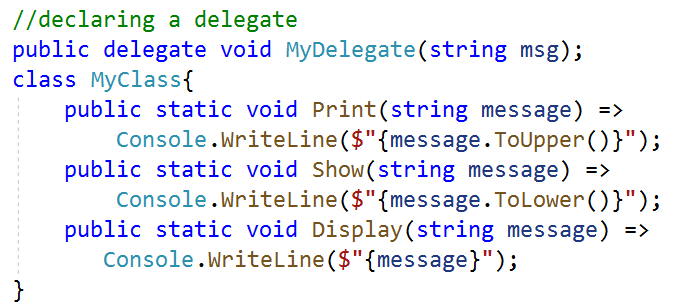 //declaring a delegate
public delegate void MyDelegate(string msg);
class MyClass{
public static void Print(string message) =>
Console.WriteLine($"{message.ToUpper()}");
public static void Show(string message) =>
Console.WriteLine($"{message.ToLower()}");
public static void Display(string message) =>
Console.WriteLine($"{message}");
}